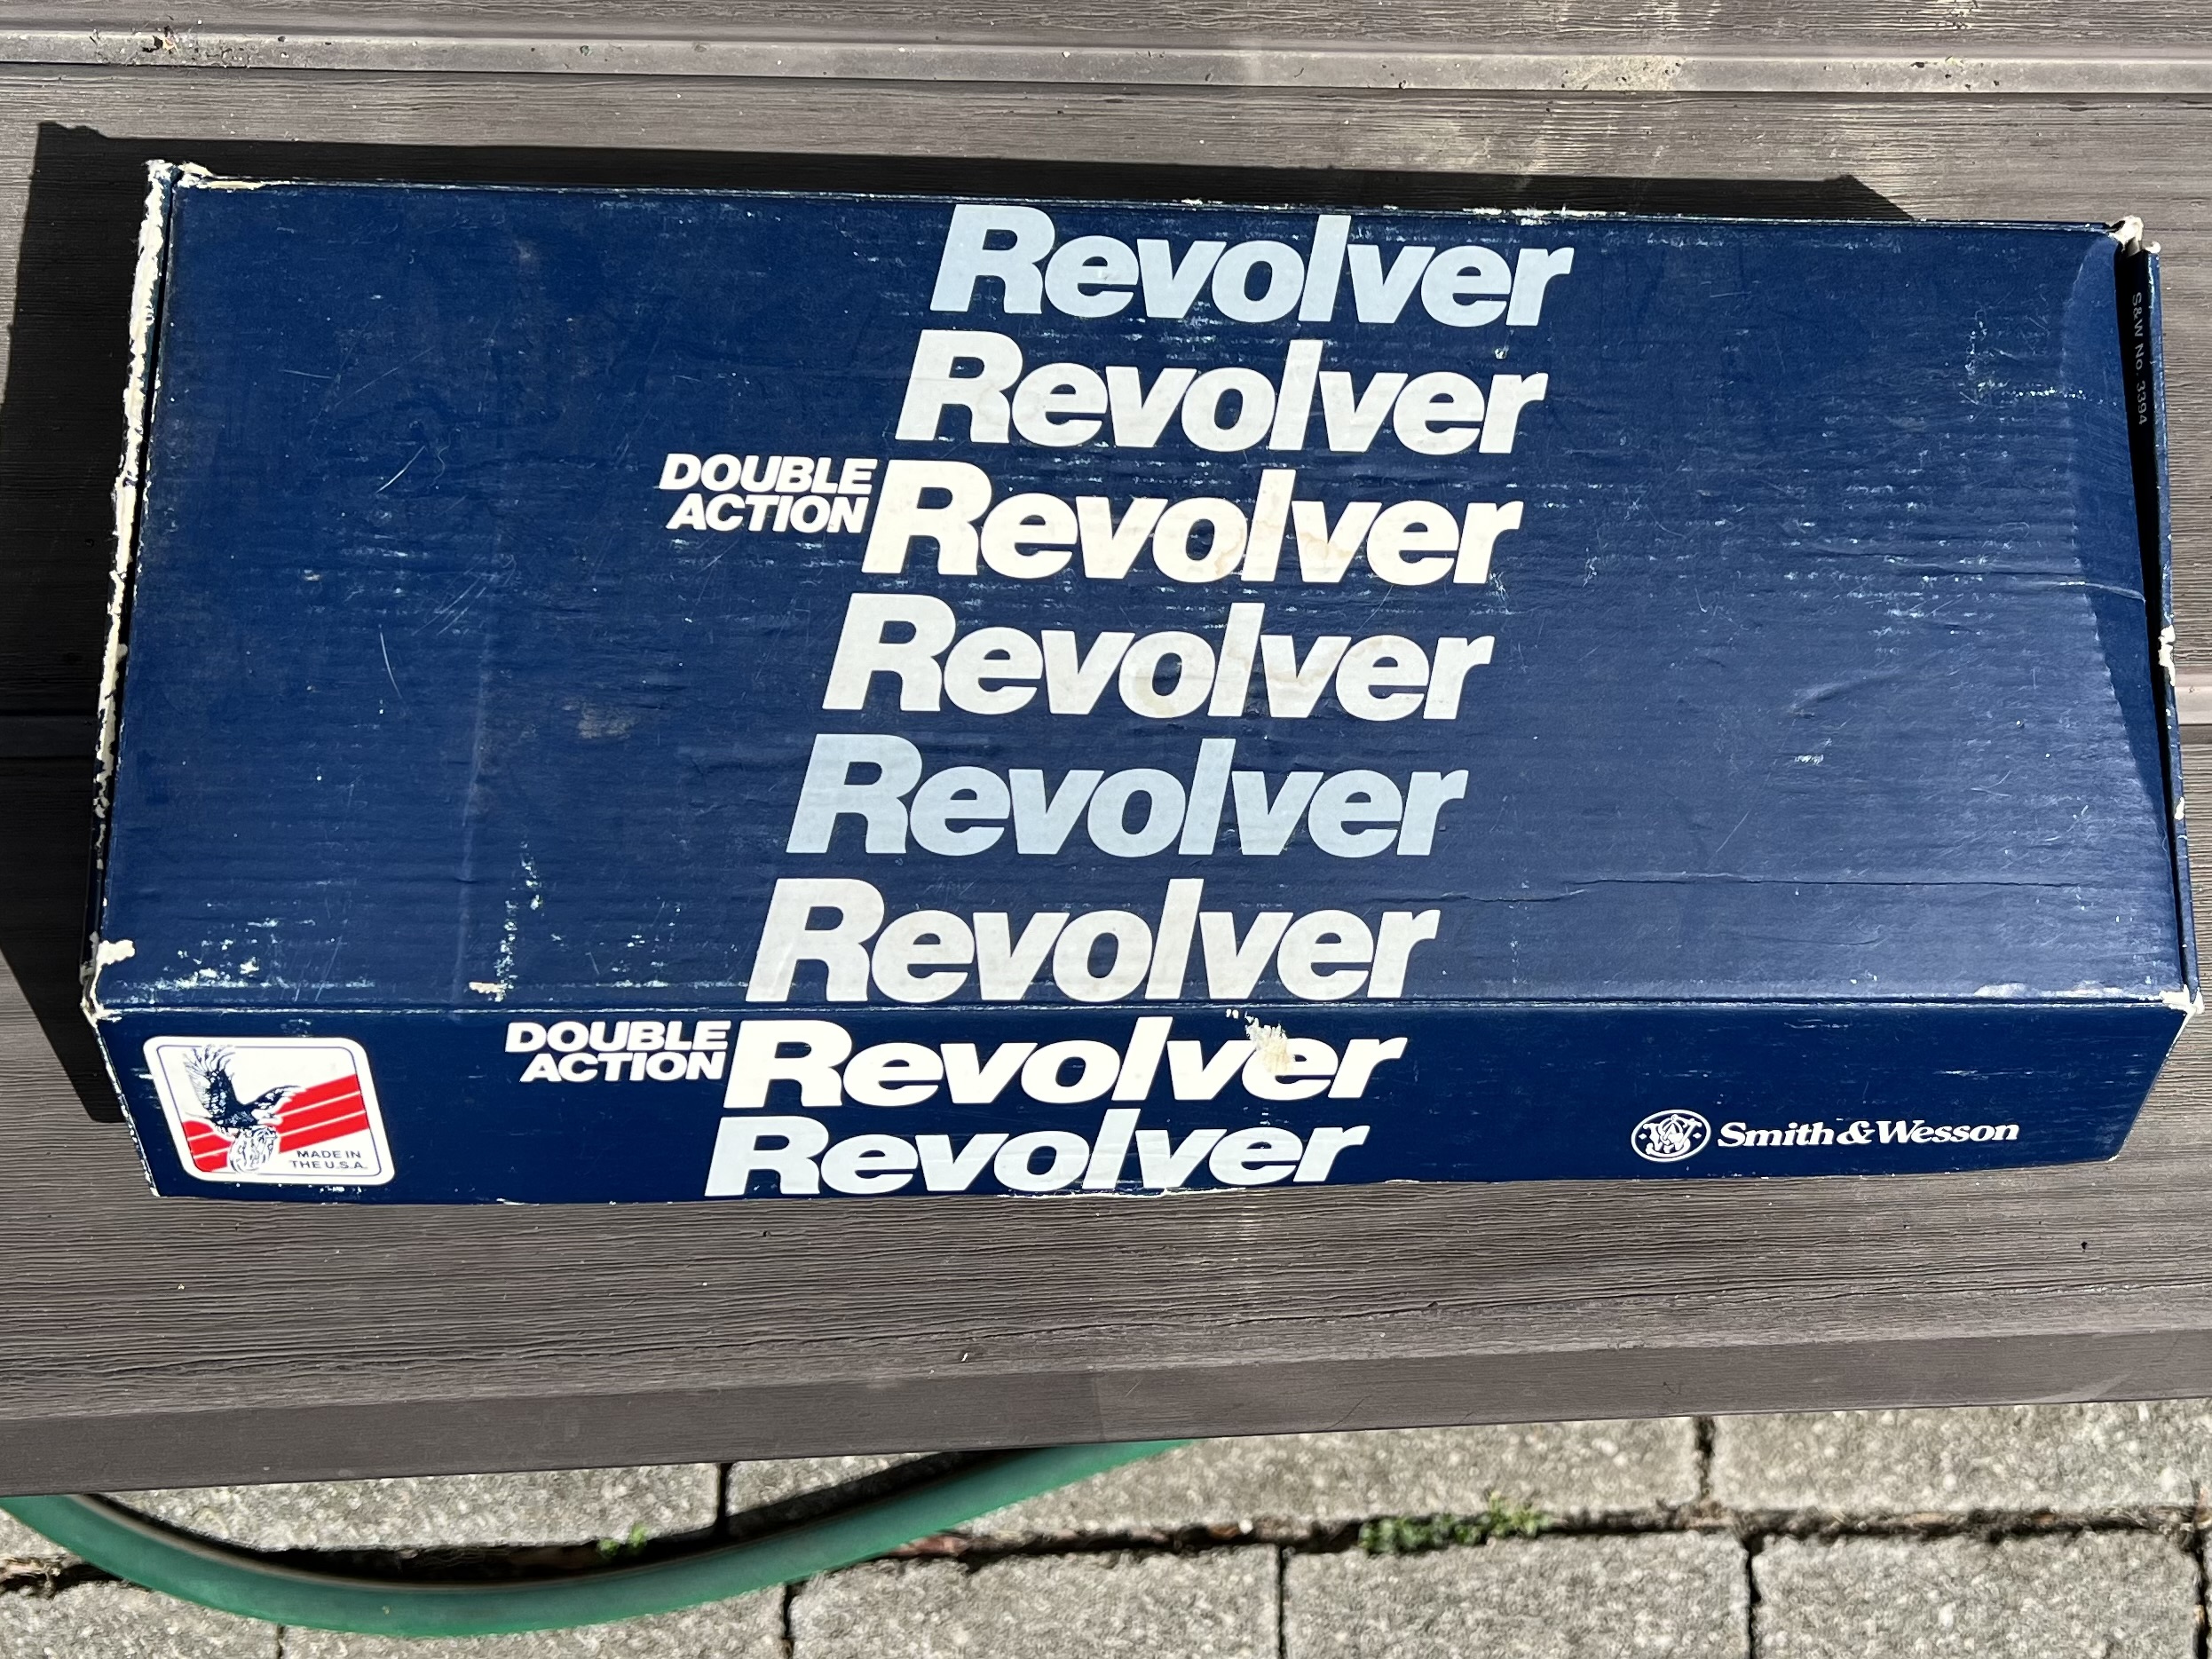 Revolver
Revolver
DOUBLE
ACTION
Revolver
Revolver
Revolver
Revolver
DOUBLE
ACTION
Revolver
Revolver
MADE IN
THE U.S.A.
Smith & Wesson
S&W No. 3394